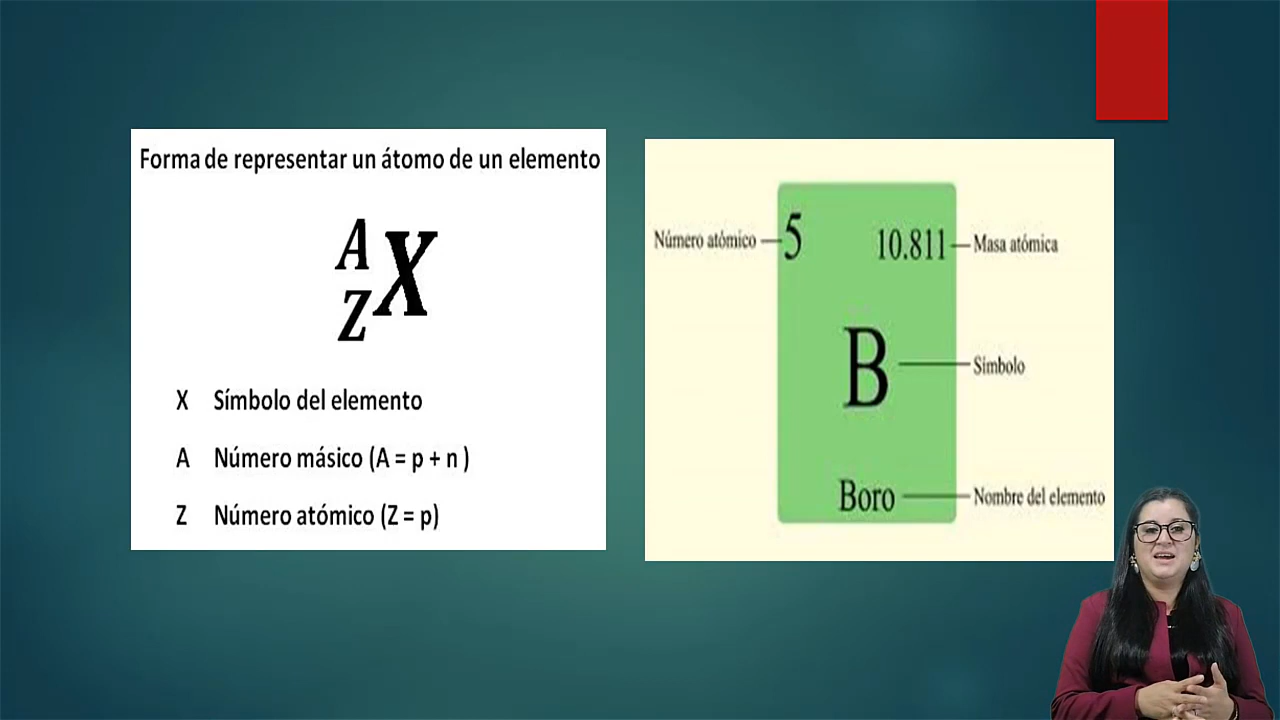 Forma de representar un átomo de un elemento
A
Z
X
X Símbolo del elemento
A Número másico (A = p + n )
Z Número atómico (Z = p)
Número atómico
5
10.811
Masa atómica
B
Símbolo
Boro
Nombre del elemento